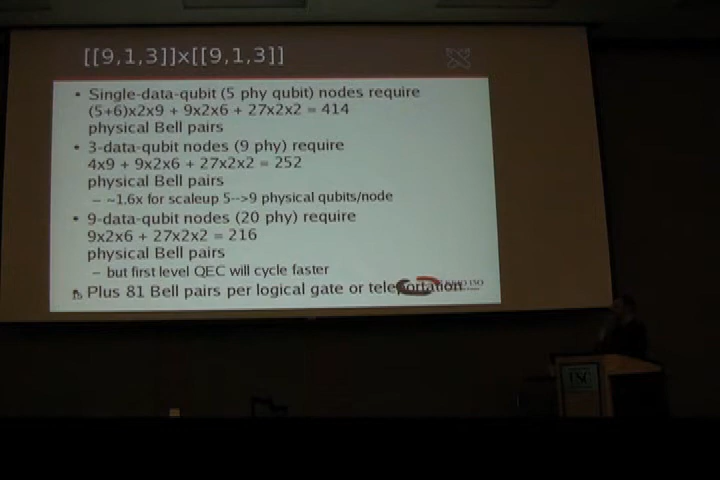 [[9,1,3]]x[[9,1,3]]
• Single-data-qubit (5 phy qubit) nodes require
(5+6)x2x9 + 9x2x6 + 27x2x2 = 414
physical Bell pairs
• 3-data-qubit nodes (9 phy) require
4x9 + 9x2x6 + 27x2x2 = 252
physical Bell pairs
– ~1.6x for scaleup 5-->9 physical qubits/node
• 9-data-qubit nodes (20 phy) require
9x2x6 + 27x2x2 = 216
physical Bell pairs
– but first level QEC will cycle faster
Plus 81 Bell pairs per logical gate or teleportation
USC